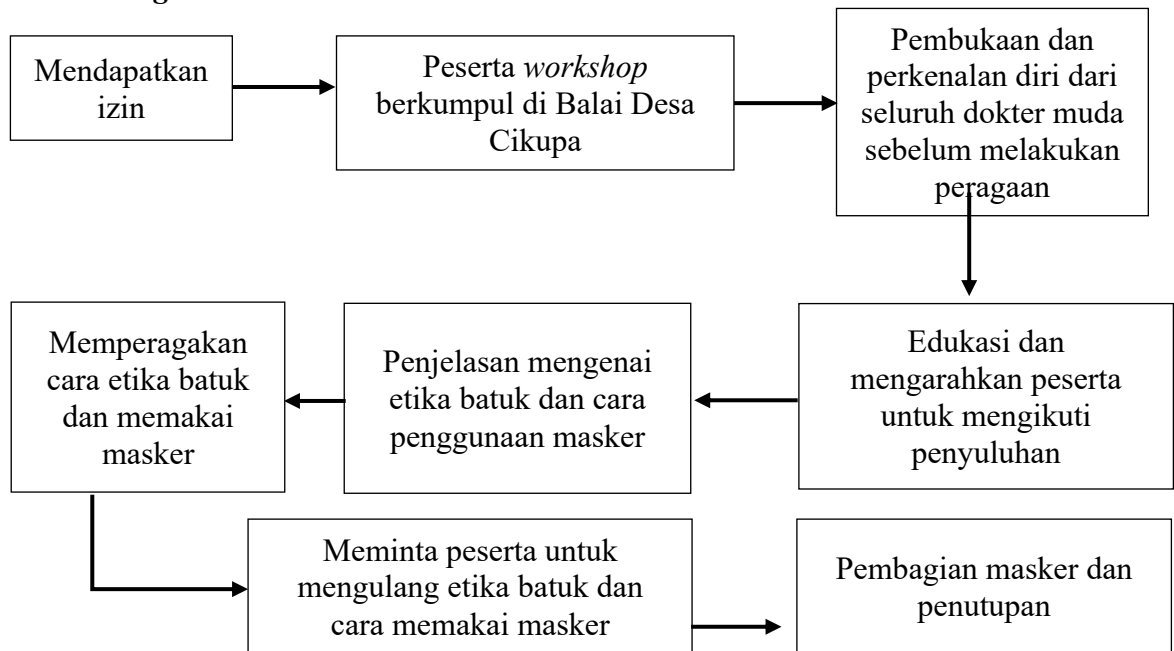 Mendapatkan
izin
Peserta workshop
berkumpul di Balai Desa
Cikupa
Pembukaan dan
perkenalan diri dari
seluruh dokter muda
sebelum melakukan
peragaan
Edukasi dan
mengarahkan peserta
untuk mengikuti
penyuluhan
Penjelasan mengenai
etika batuk dan cara
penggunaan masker
Memperagakan
cara etika batuk
dan memakai
masker
Meminta peserta untuk
mengulang etika batuk dan
cara memakai masker
Pembagian masker dan
penutupan